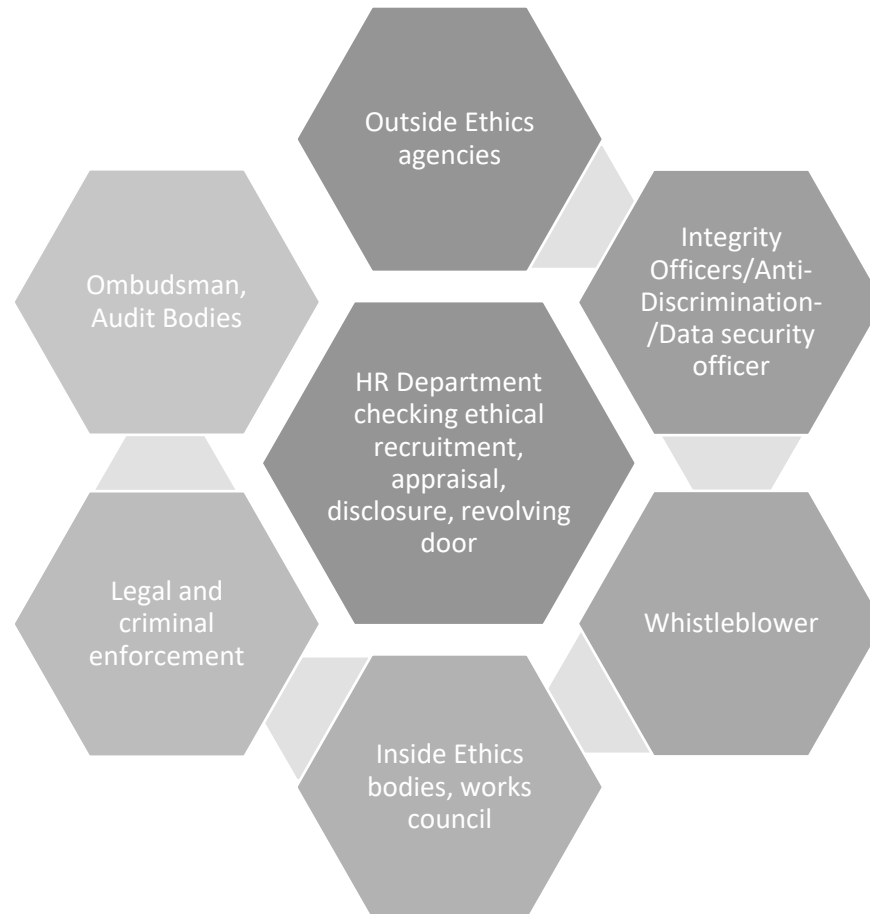 Outside Ethics
agencies
Integrity
Officers/Anti-
Discrimination-
/Data security
officer
Whistleblower
Inside Ethics
bodies, works
council
Legal and
criminal
enforcement
Ombudsman,
Audit Bodies
HR Department
checking ethical
recruitment,
appraisal,
disclosure, revolving
door